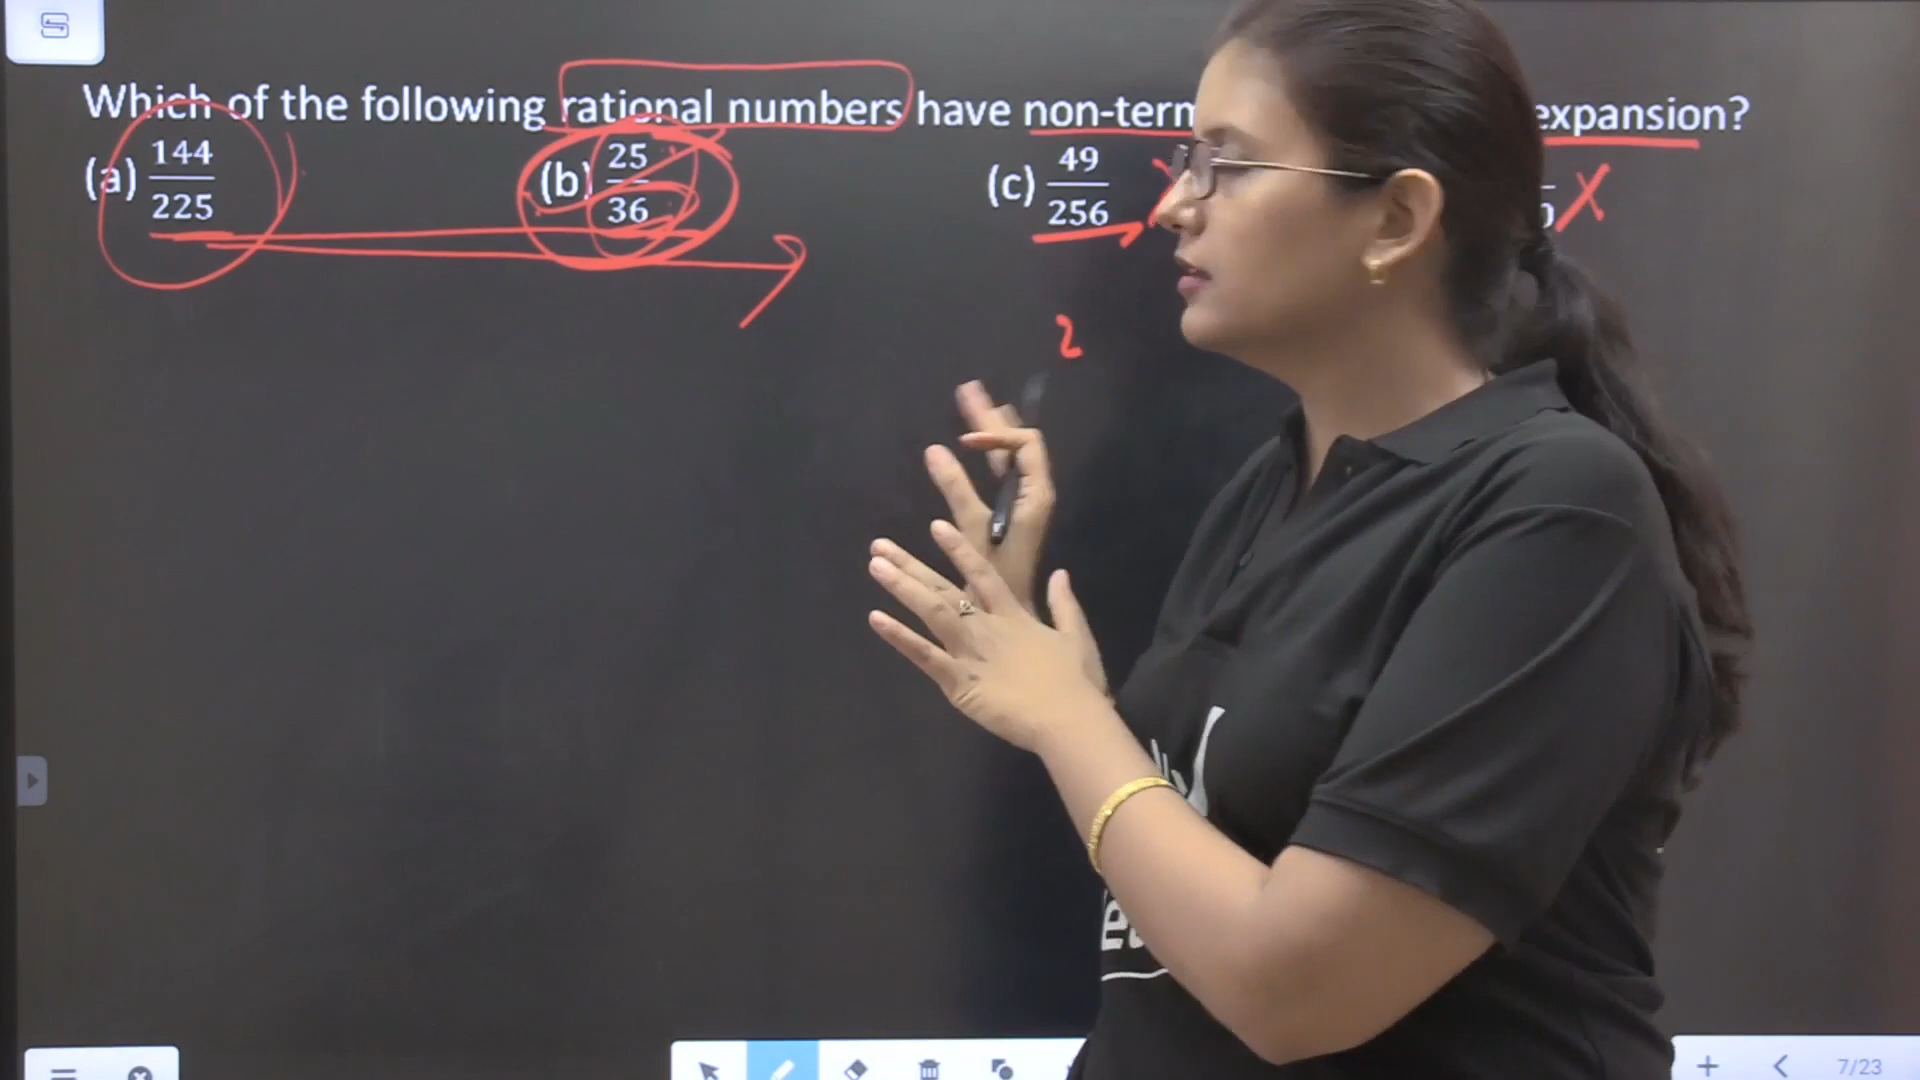 Which of the following rational numbers have non-term expansion?
(a) 144/225 (b) 25/36 (c) 49/256 X
2
7/23